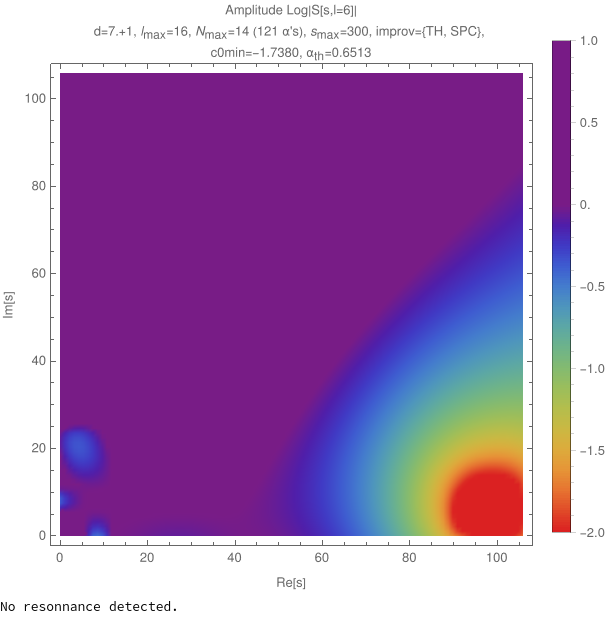 Amplitude Log|S[s,l=6]|
d=7.+1, lmax=16, Nmax=14 (121 α's), smax=300, improv={TH, SPC},
c0min=−1.7380, αth=0.6513
1.0
0.5
0.
−0.5
−1.0
−1.5
−2.0
100
80
60
40
20
0
Im[s]
0 20 40 60 80 100
Re[s]
No resonnance detected.